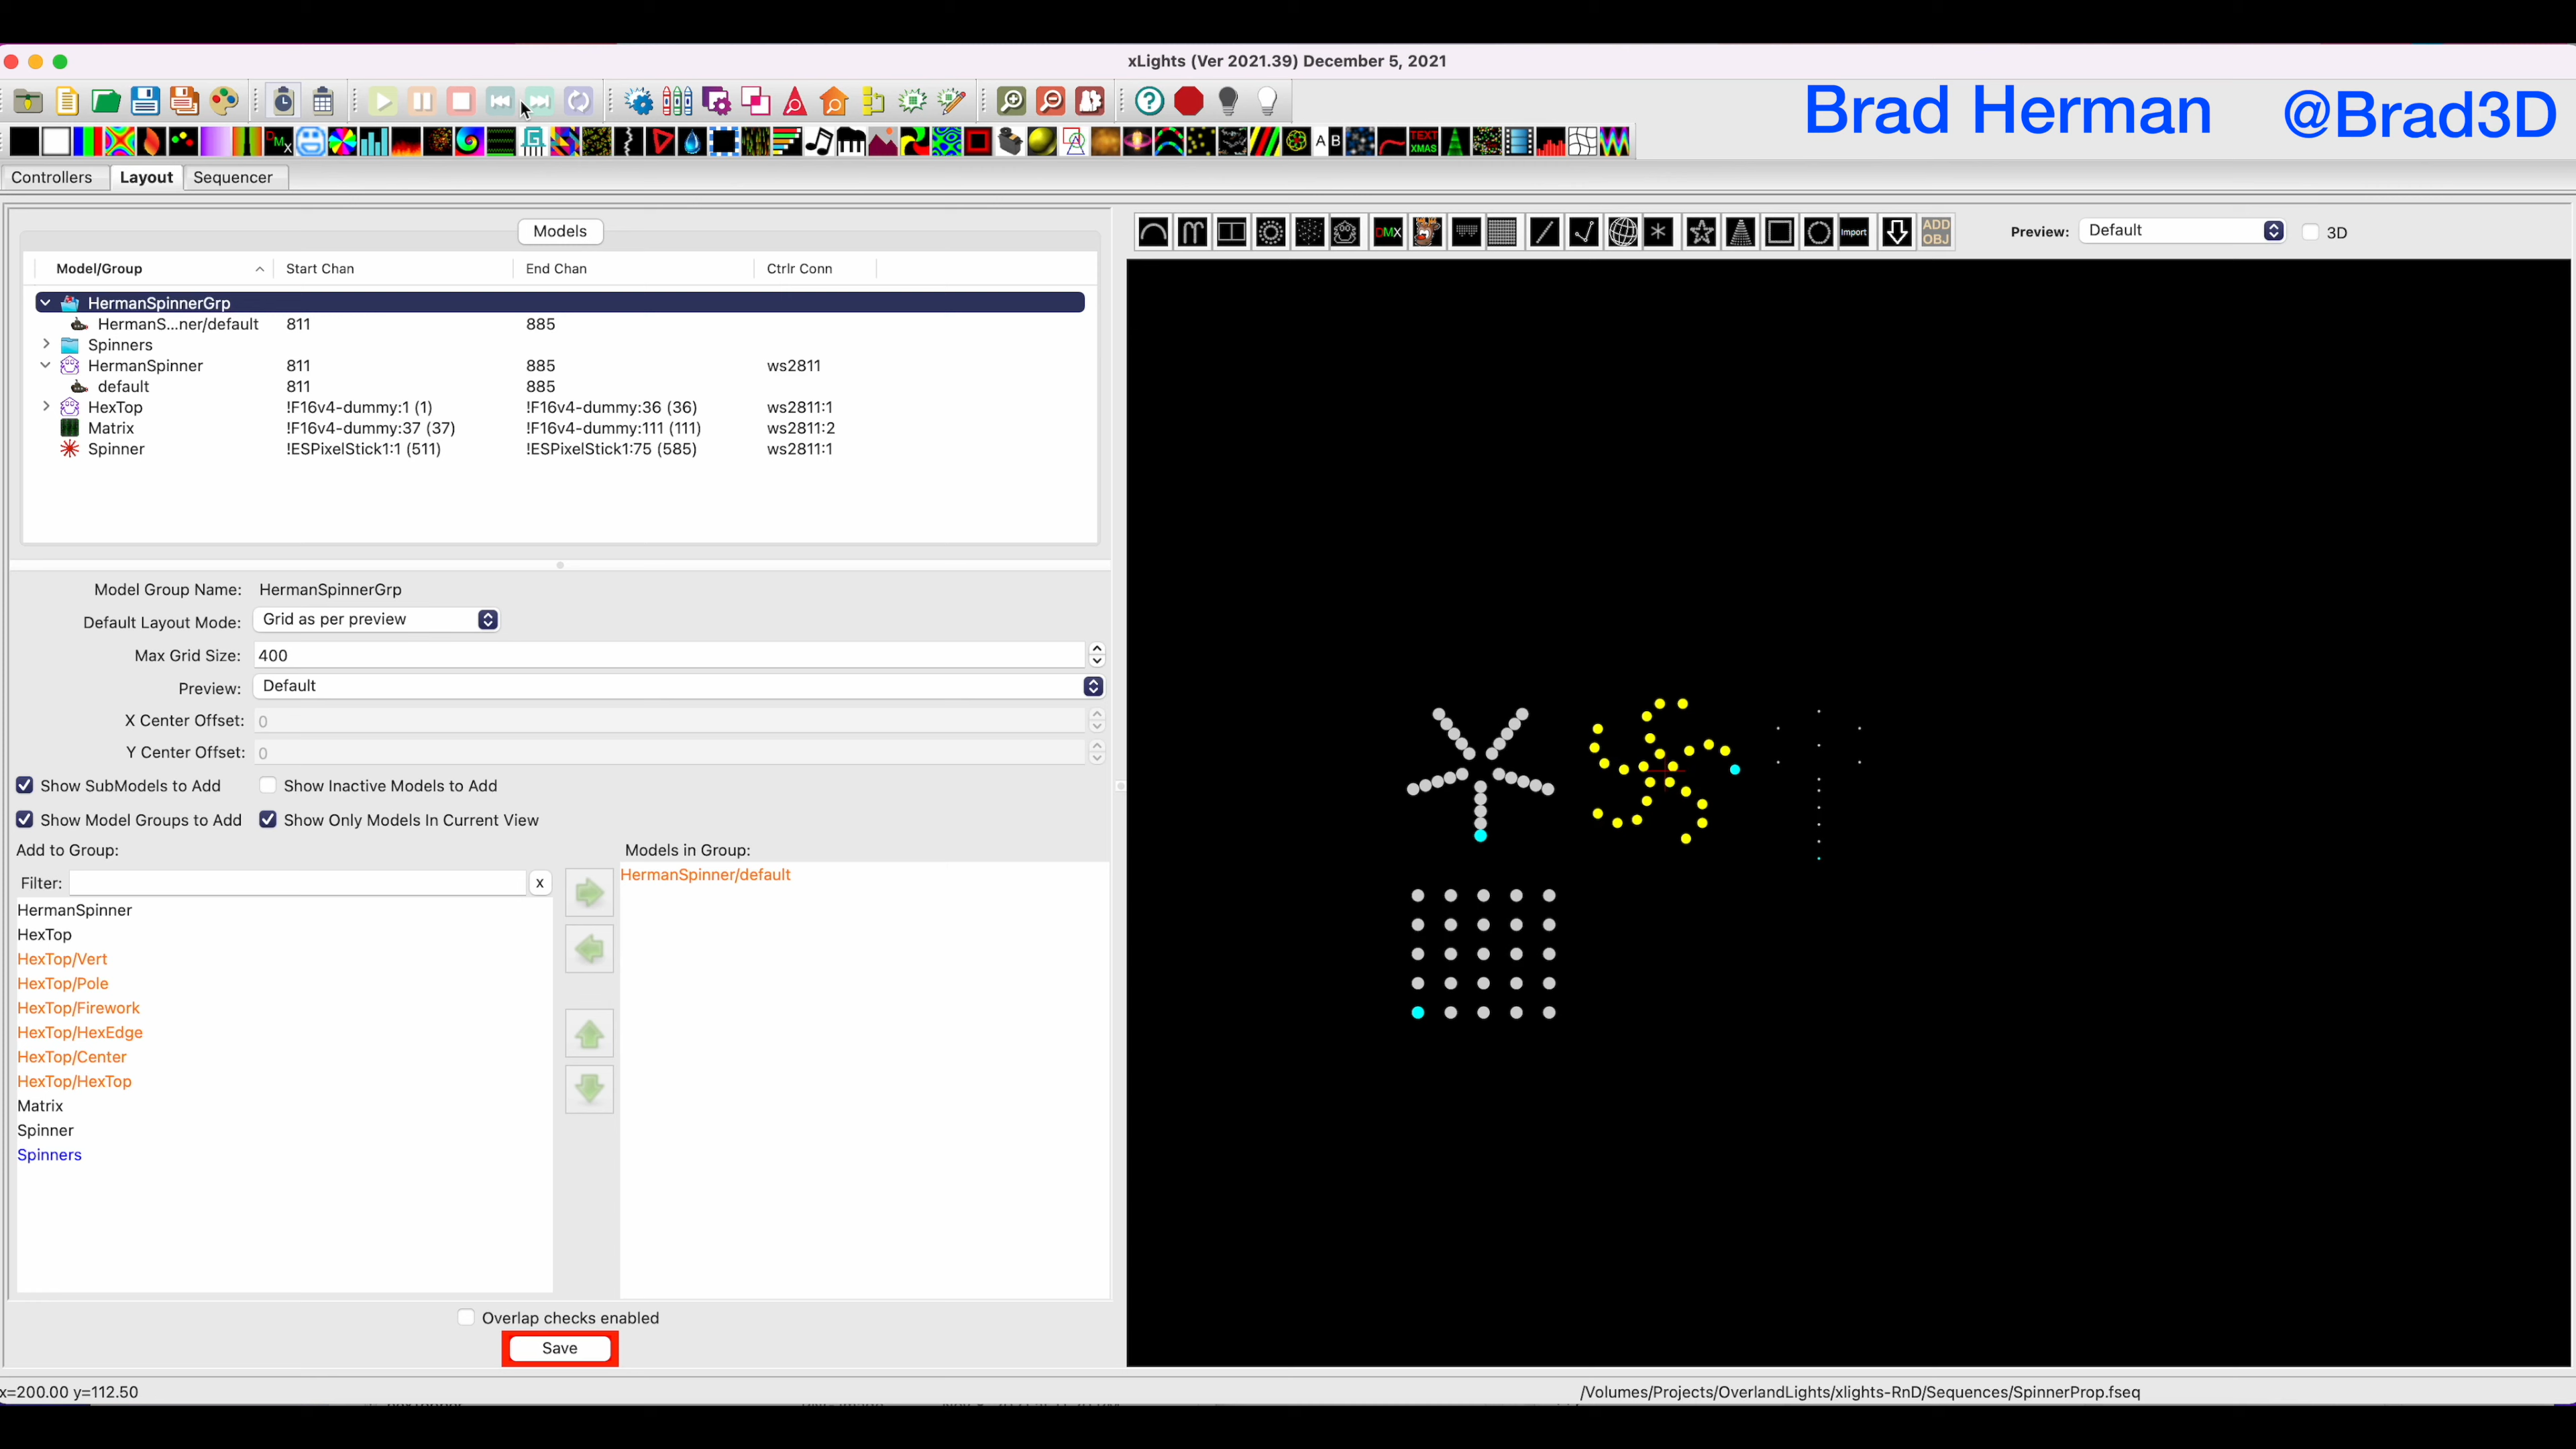 xLights (Ver 2021.39) December 5, 2021
Brad Herman @Brad3D
Controllers Layout Sequencer
Models
DMX Import ADD OBJ Preview: Default 3D
Model/Group Start Chan End Chan Ctrlr Conn
HermanSpinnerGrp
HermanS...ner/default 811 885
Spinners
HermanSpinner 811 885 ws2811
default 811 885
HexTop !F16v4-dummy:1 (1) !F16v4-dummy:36 (36) ws2811:1
Matrix !F16v4-dummy:37 (37) !F16v4-dummy:111 (111) ws2811:2
Spinner !ESPixelStick1:1 (511) !ESPixelStick1:75 (585) ws2811:1
Model Group Name: HermanSpinnerGrp
Default Layout Mode: Grid as per preview
Max Grid Size: 400
Preview: Default
X Center Offset: 0
Y Center Offset: 0
Show SubModels to Add Show Inactive Models to Add
Show Model Groups to Add Show Only Models In Current View
Add to Group: Models in Group:
Filter: x
HermanSpinner/default
HermanSpinner
HexTop
HexTop/Vert
HexTop/Pole
HexTop/Firework
HexTop/HexEdge
HexTop/Center
HexTop/HexTop
Matrix
Spinner
Spinners
Overlap checks enabled
Save
x=200.00 y=112.50 /Volumes/Projects/OverlandLights/xlights-RnD/Sequences/SpinnerProp.fseq